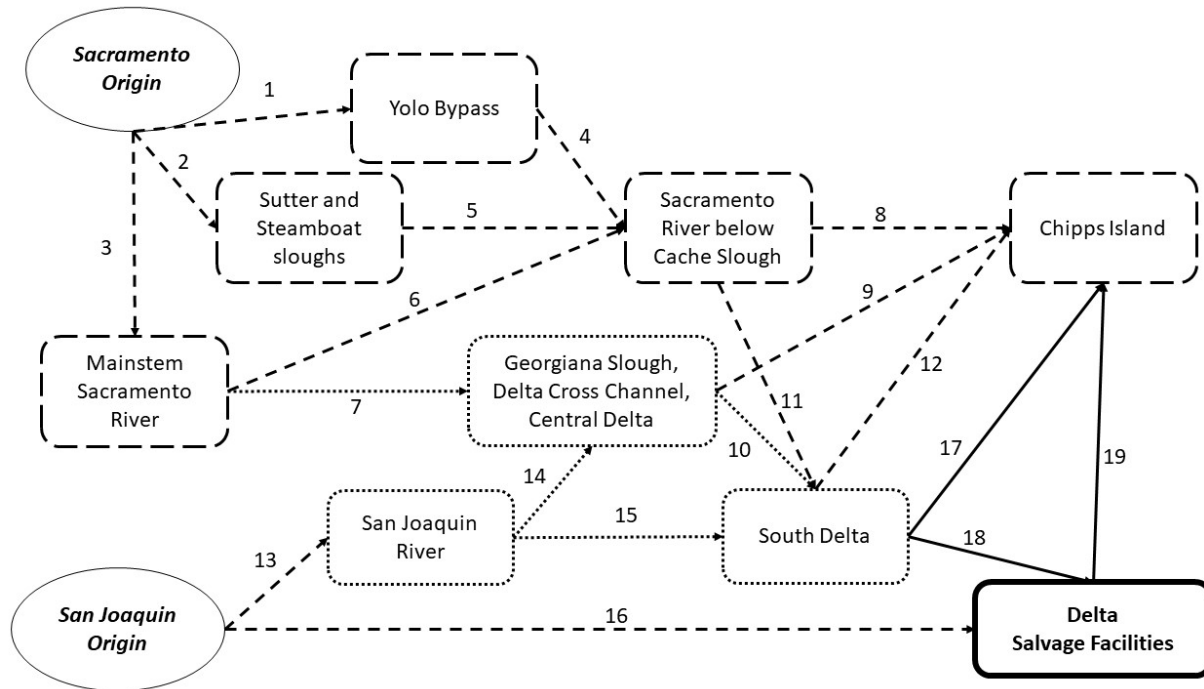 Sacramento
Origin
1
Yolo Bypass
4
2
Sutter and
Steamboat
sloughs
5
Sacramento
River below
Cache Slough
8
Chipps Island
3
6
9
Mainstem
Sacramento
River
7
Georgiana Slough,
Delta Cross Channel,
Central Delta
11
12
10
17
19
14
San Joaquin
River
15
South Delta
18
13
San Joaquin
Origin
16
Delta
Salvage Facilities